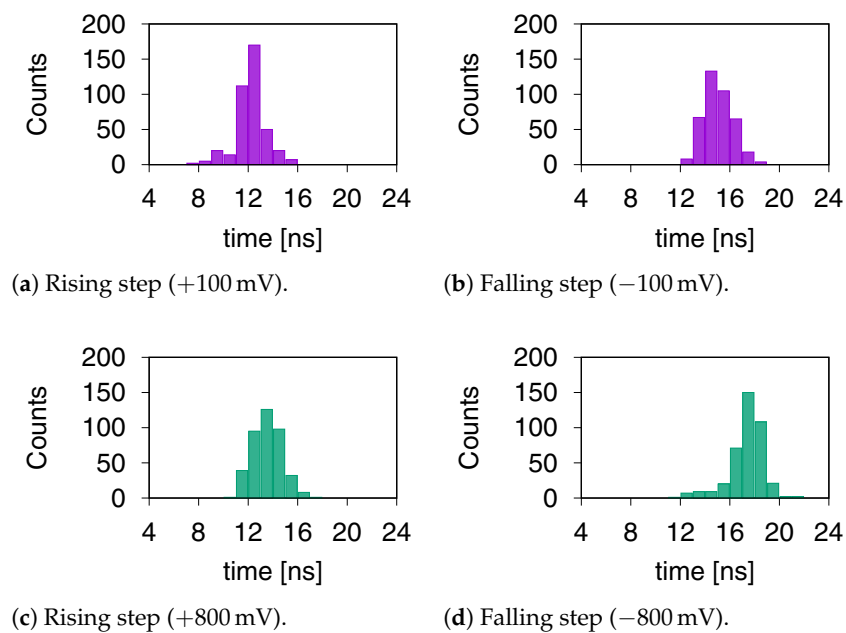 200
150
100
50
0
Counts
4 8 12 16 20 24
time [ns]
(a) Rising step (+100 mV).
200
150
100
50
0
Counts
4 8 12 16 20 24
time [ns]
(b) Falling step (−100 mV).
200
150
100
50
0
Counts
4 8 12 16 20 24
time [ns]
(c) Rising step (+800 mV).
200
150
100
50
0
Counts
4 8 12 16 20 24
time [ns]
(d) Falling step (−800 mV).